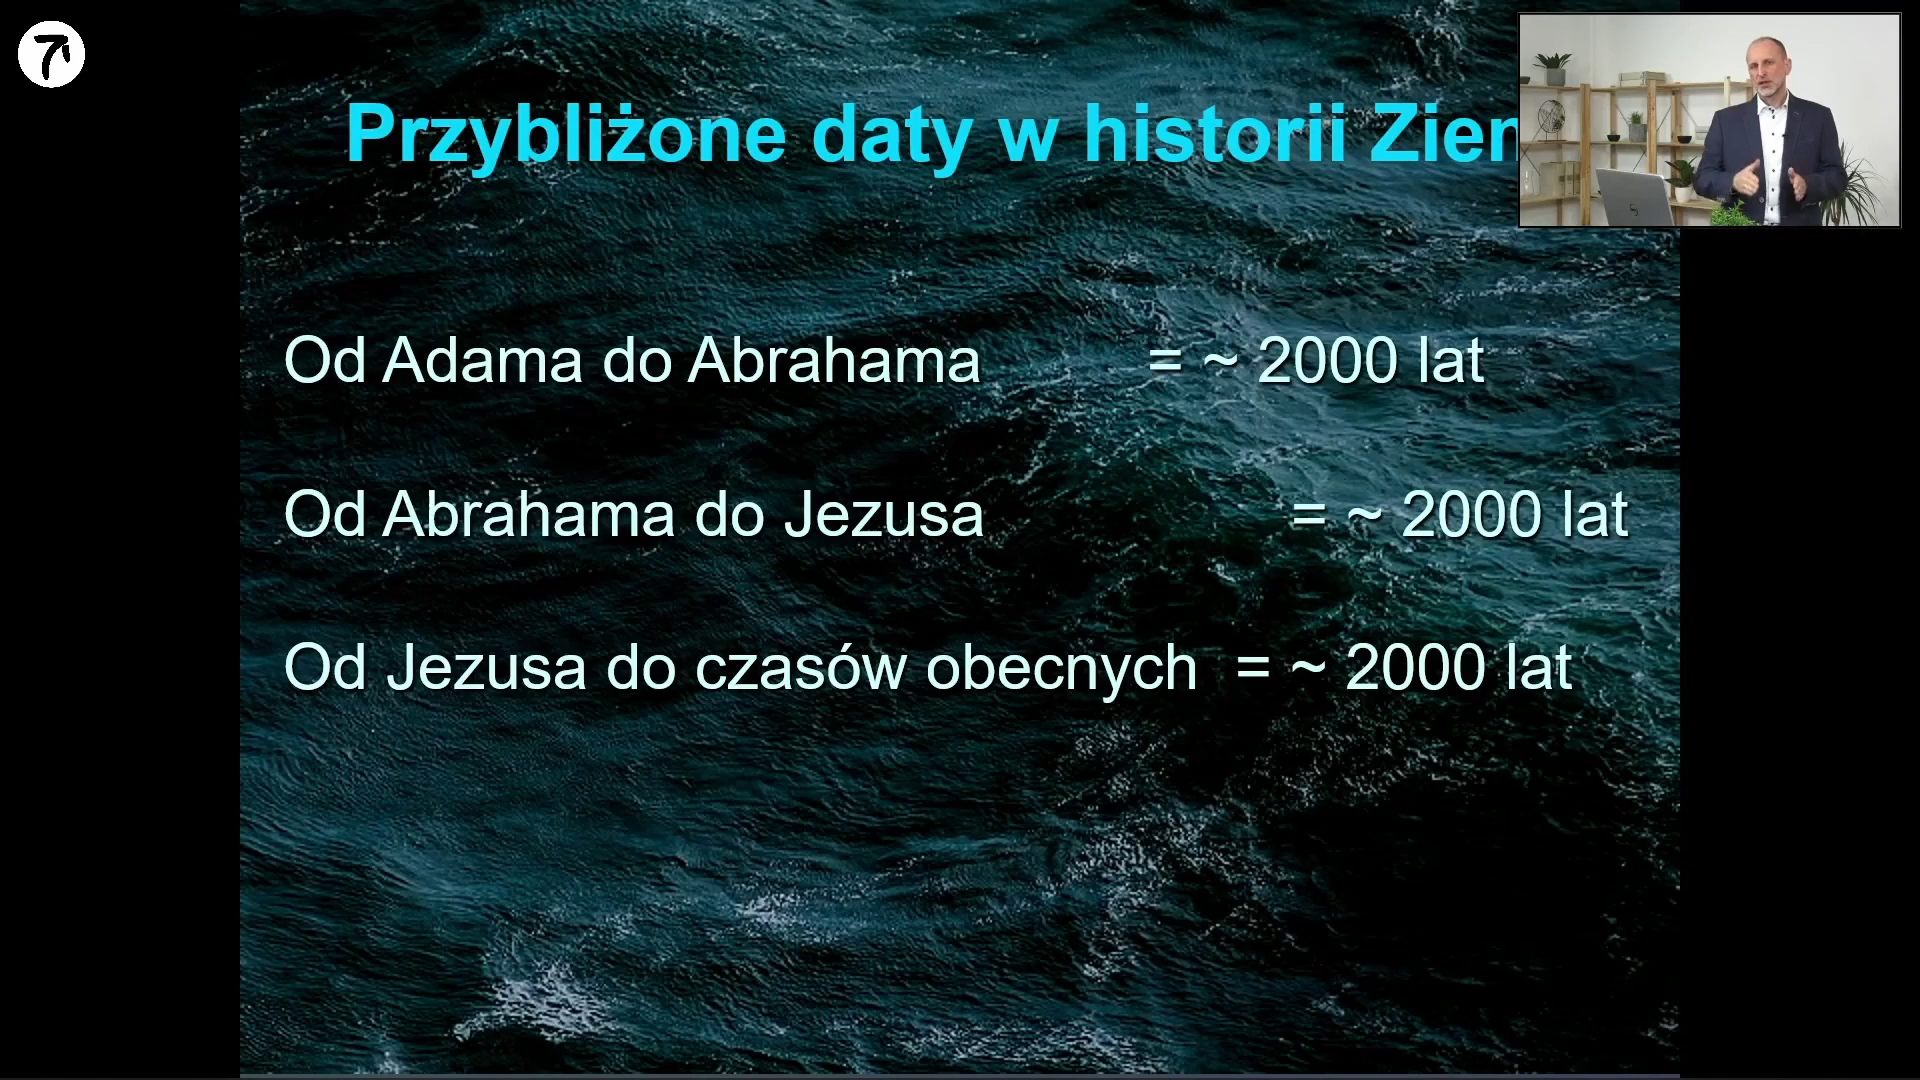 Przybliżone daty w historii
Od Adama do Abrahama = ~ 2000 lat
Od Abrahama do Jezusa = ~ 2000 lat
Od Jezusa do czasów obecnych = ~ 2000 lat